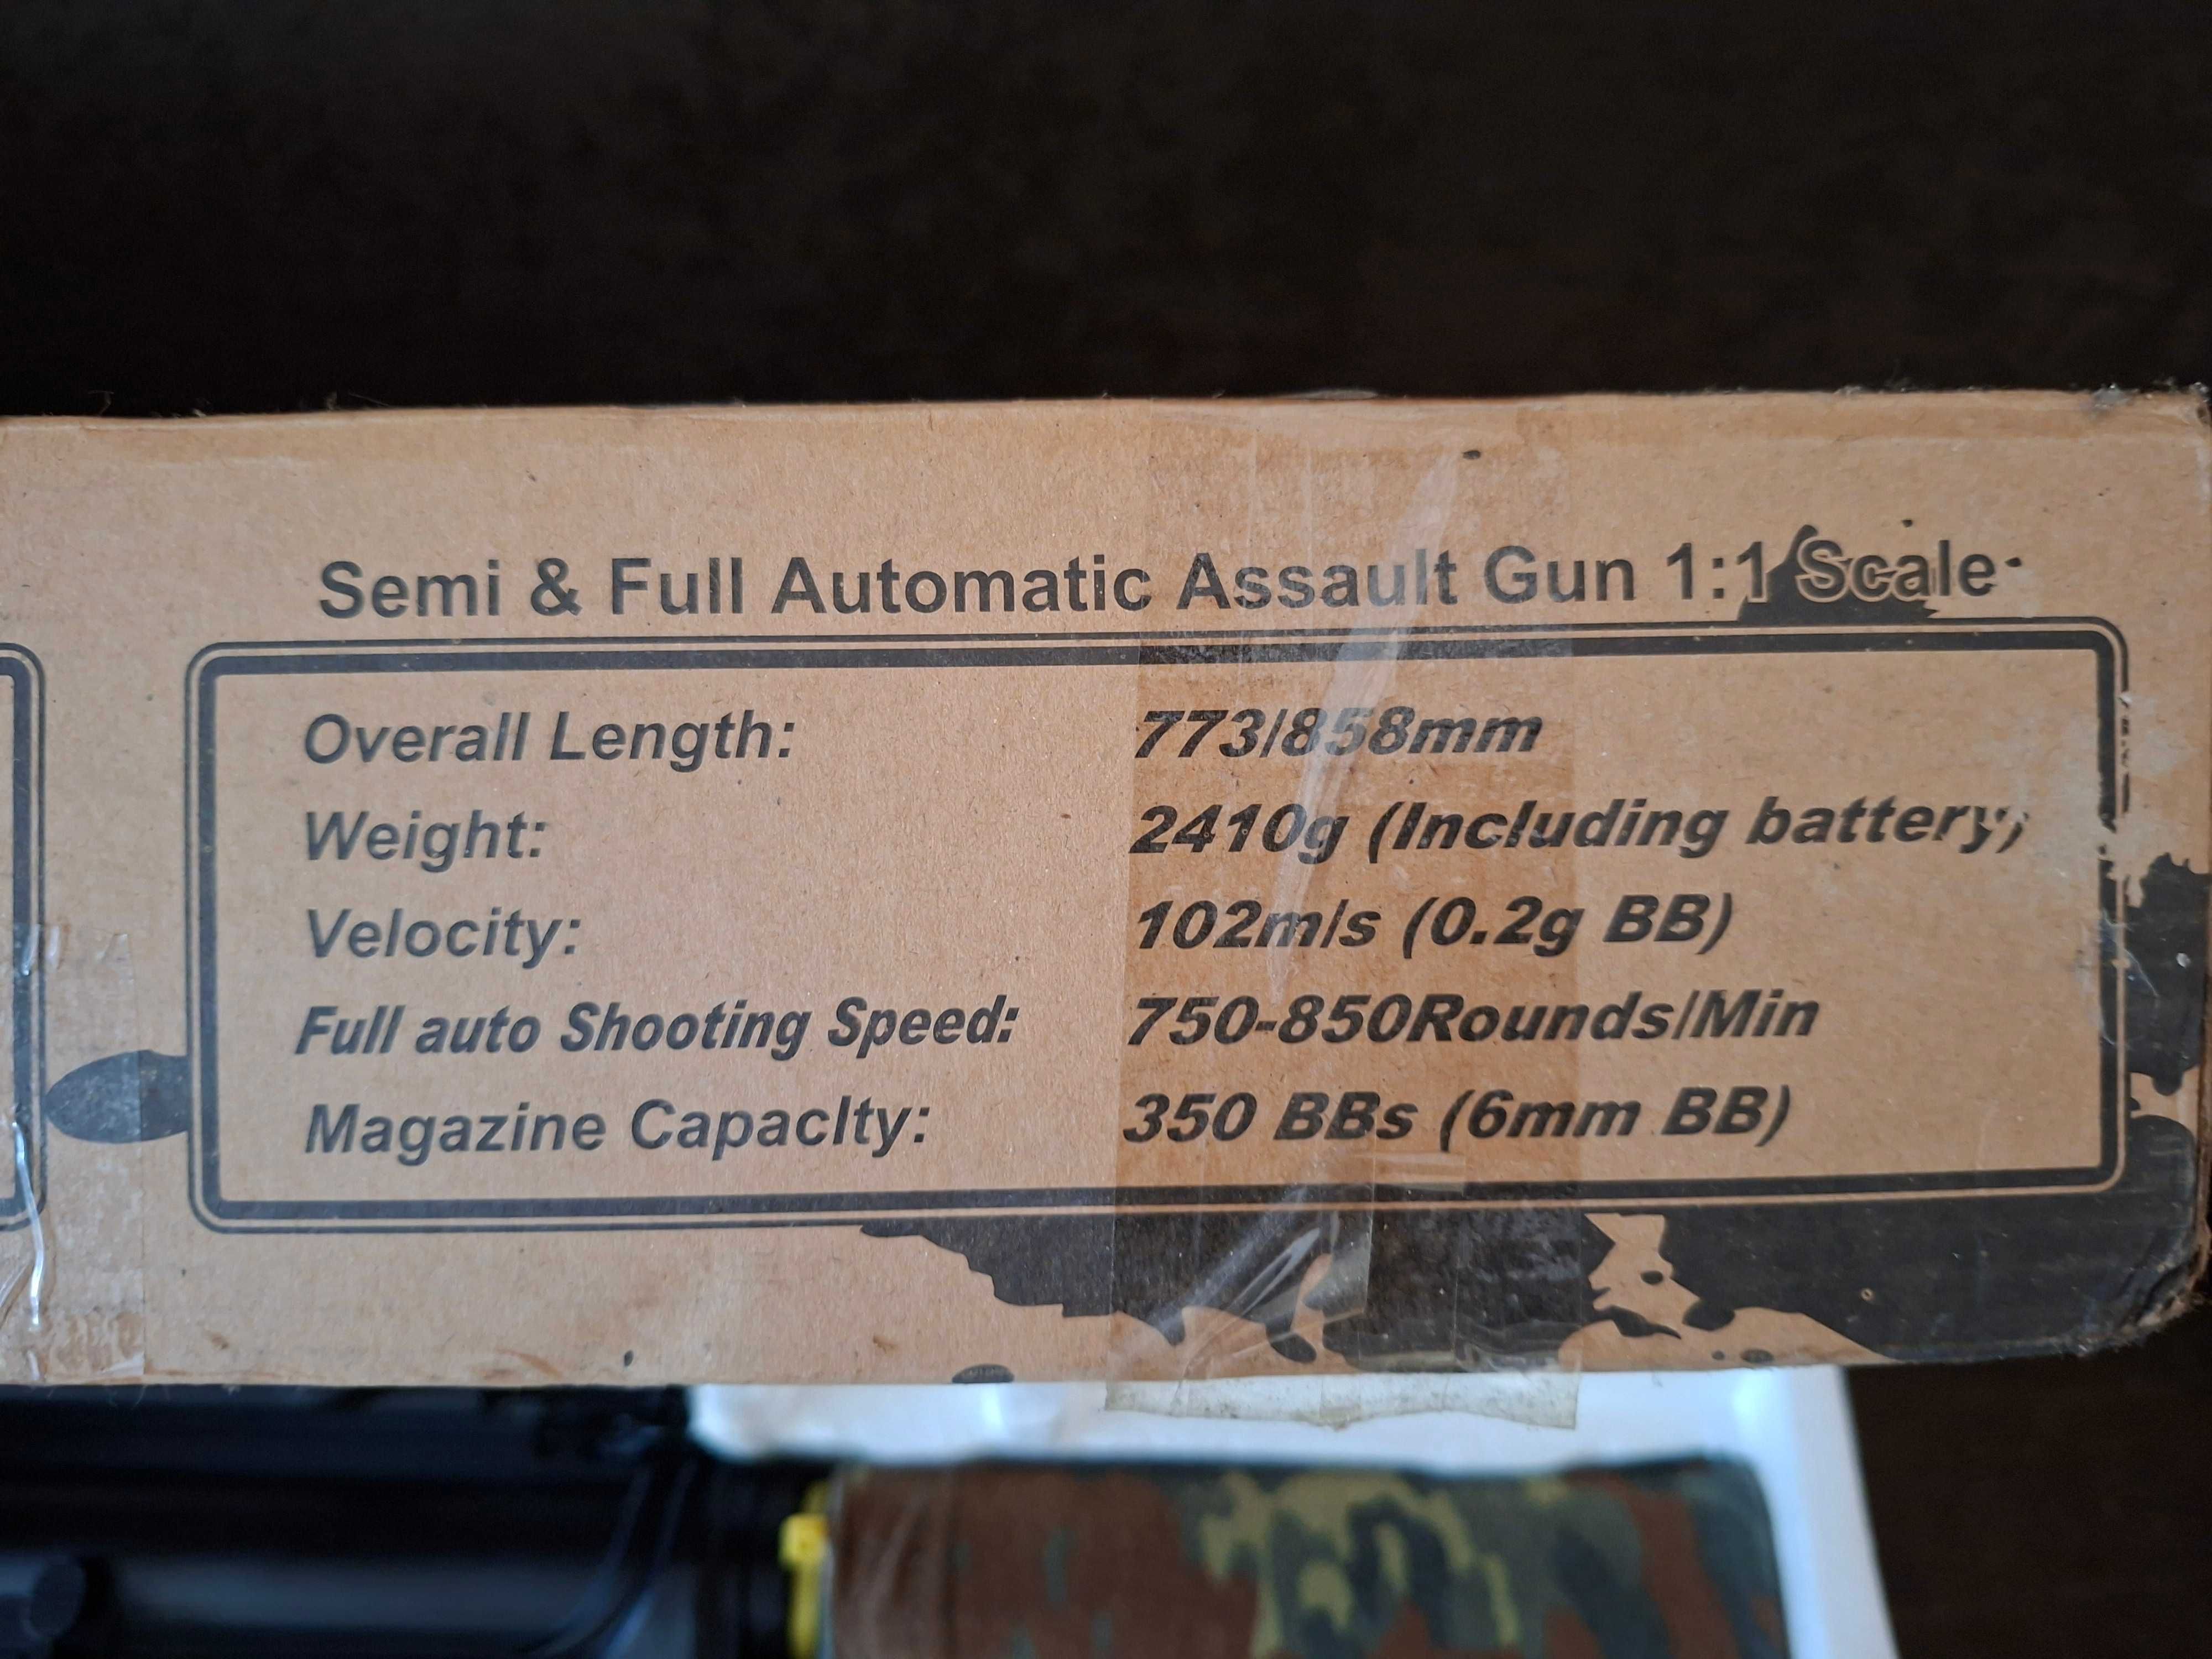 Semi & Full Automatic Assault Gun 1:1 Scale
Overall Length: 773/858mm
Weight: 2410g (Including battery)
Velocity: 102m/s (0.2g BB)
Full auto Shooting Speed: 750-850Rounds/Min
Magazine CapacIty: 350 BBs (6mm BB)